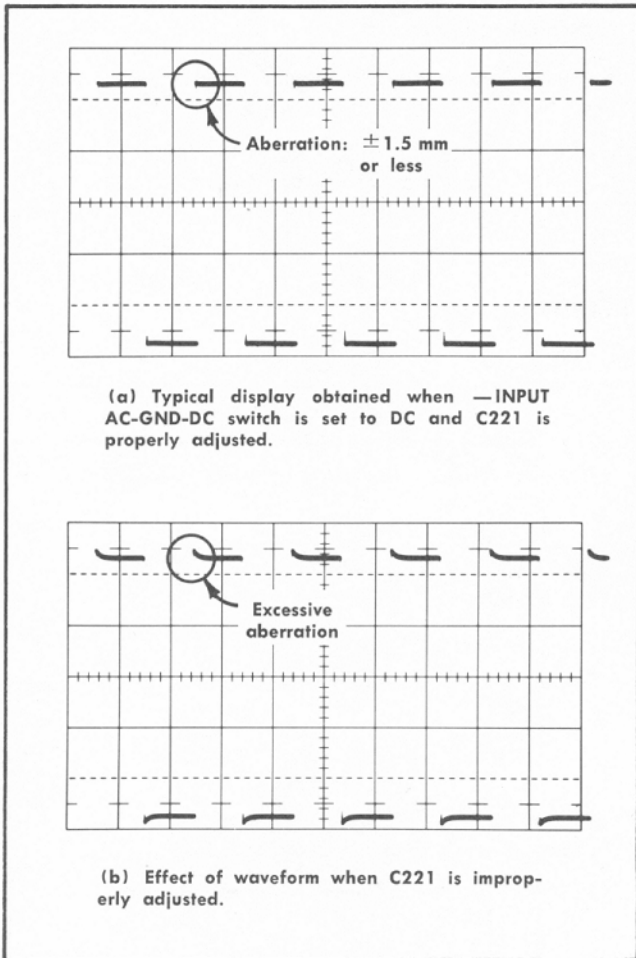 Aberration: ±1.5 mm
or less
(a) Typical display obtained when —INPUT
AC-GND-DC switch is set to DC and C221 is
properly adjusted.
Excessive
aberration
(b) Effect of waveform when C221 is improp-
erly adjusted.